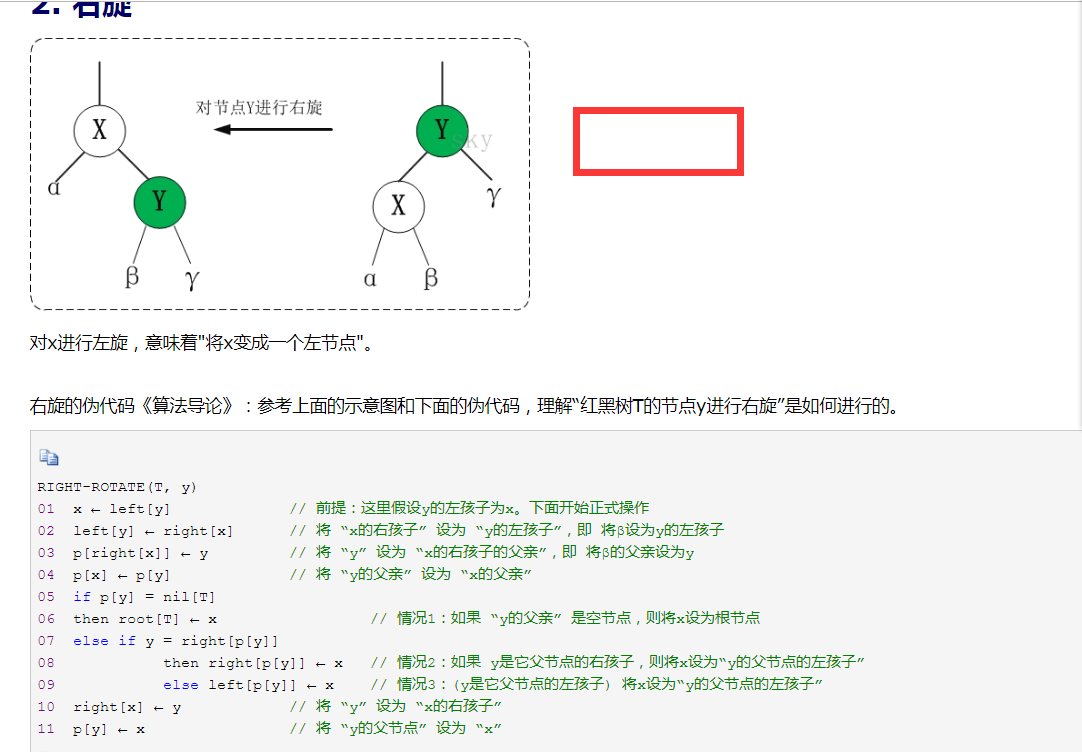 2. 右旋
对节点Y进行右旋
X
Y
sky
α
Y
X
γ
β
γ
α
β
对x进行左旋，意味着"将x变成一个左节点"。
右旋的伪代码《算法导论》：参考上面的示意图和下面的伪代码，理解“红黑树T的节点y进行右旋”是如何进行的。
RIGHT-ROTATE(T, y)
01 x ← left[y] // 前提：这里假设y的左孩子为x。下面开始正式操作
02 left[y] ← right[x] // 将 “x的右孩子” 设为 “y的左孩子”，即 将β设为y的左孩子
03 p[right[x]] ← y // 将 “y” 设为 “x的右孩子的父亲”，即 将β的父亲设为y
04 p[x] ← p[y] // 将 “y的父亲” 设为 “x的父亲”
05 if p[y] = nil[T]
06 then root[T] ← x // 情况1：如果 “y的父亲” 是空节点，则将x设为根节点
07 else if y = right[p[y]]
08 then right[p[y]] ← x // 情况2：如果 y是它父节点的右孩子，则将x设为“y的父节点的左孩子”
09 else left[p[y]] ← x // 情况3：(y是它父节点的左孩子) 将x设为“y的父节点的左孩子”
10 right[x] ← y // 将 “y” 设为 “x的右孩子”
11 p[y] ← x // 将 “y的父节点” 设为 “x”